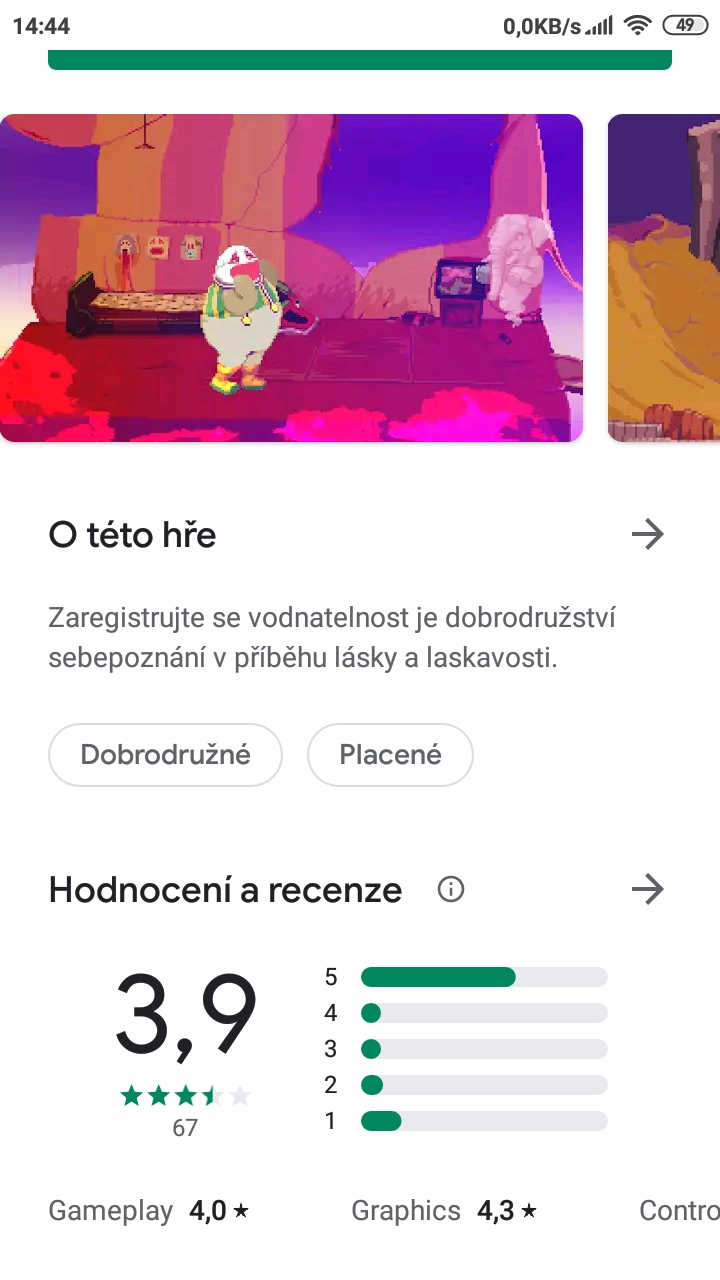 14:44
0,0KB/s
49
O této hře
Zaregistrujte se vodnatelnost je dobrodružství
sebepoznání v příběhu lásky a laskavosti.
Dobrodružné
Placené
Hodnocení a recenze
3,9
67
5
4
3
2
1
Gameplay 4,0 ★
Graphics 4,3 ★
Contro